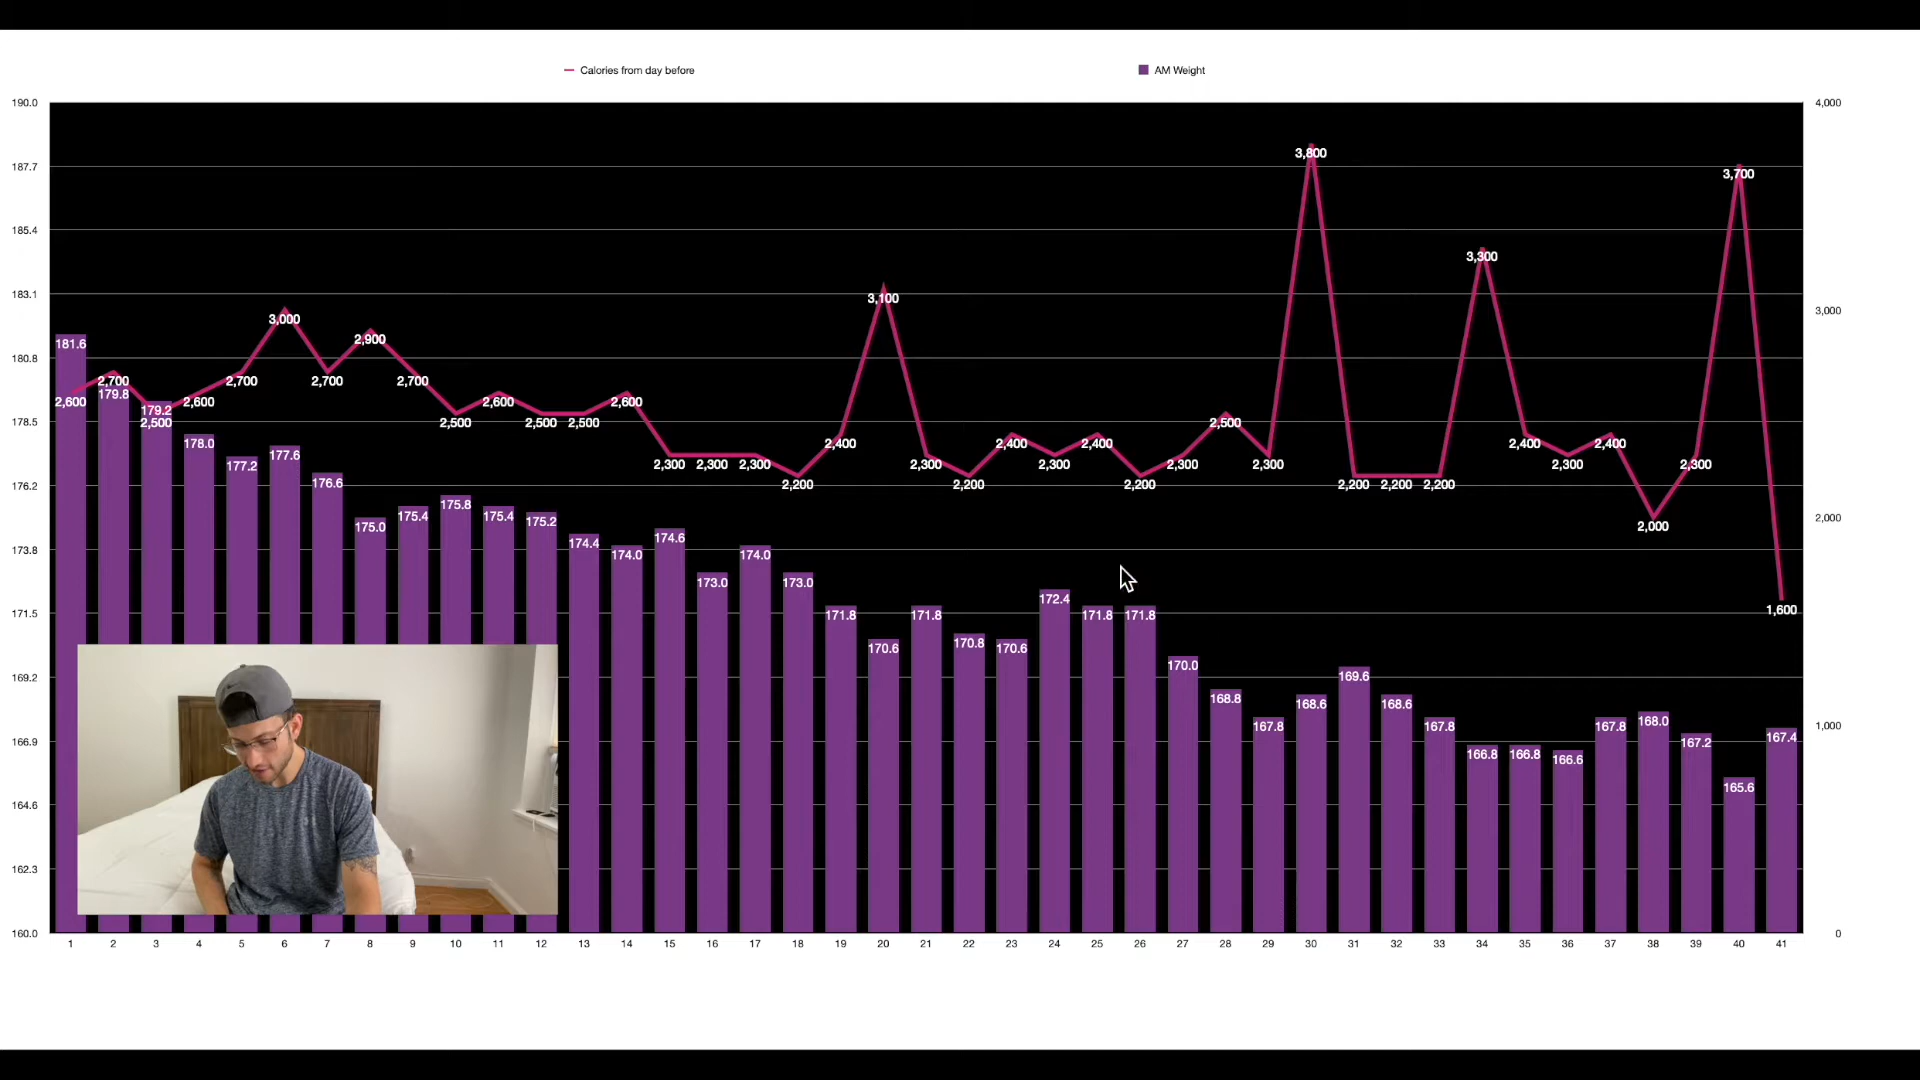 Calories from day before AM Weight
190.0 4,000
3,800
187.7
3,700
185.4
3,300
183.1
3,100
3,000 3,000
181.6 2,900
180.8
2,700 2,700 2,700 2,700
179.8
2,600 2,600 2,600 2,600
179.2
2,500 2,500 2,500 2,500 2,500
178.5
178.0 2,400 2,400 2,400 2,400 2,400
177.2 177.6 2,300 2,300 2,300 2,300 2,300 2,300 2,300 2,300 2,300
176.6 2,200 2,200 2,200 2,200 2,200 2,200
176.2
175.0 175.4 175.8 175.4 175.2 2,000 2,000
174.4 174.0 174.6 174.0
173.8
173.0 173.0
172.4
171.5 171.8 171.8 171.8 171.8 1,600
170.6 170.8 170.6
170.0
169.2 169.6
168.8 168.6 168.6
167.8 167.8 167.8 168.0 1,000
166.9 167.2 167.4
166.8 166.8 166.6
165.6
164.6
162.3
160.0 0
1 2 3 4 5 6 7 8 9 10 11 12 13 14 15 16 17 18 19 20 21 22 23 24 25 26 27 28 29 30 31 32 33 34 35 36 37 38 39 40 41